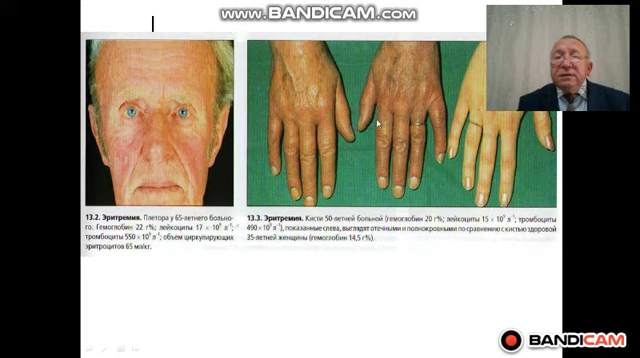 www.BANDICAM.com
13.2. Эритремия. Плетора у 65-летнего больно-
го. Гемоглобин 22 г%; лейкоциты 17 × 10⁹ л⁻¹;
тромбоциты 550 × 10⁹ л⁻¹; объем циркулирующих
эритроцитов 65 мл/кг.
13.3. Эритремия. Кисти 50-летней больной (гемоглобин 20 г%; лейкоциты 15 × 10⁹ л⁻¹; тромбоциты
490 × 10⁹ л⁻¹), показанные слева, выглядят отечными и полнокровными по сравнению с кистью здоровой
35-летней женщины (гемоглобин 14,5 г%).
BANDICAM